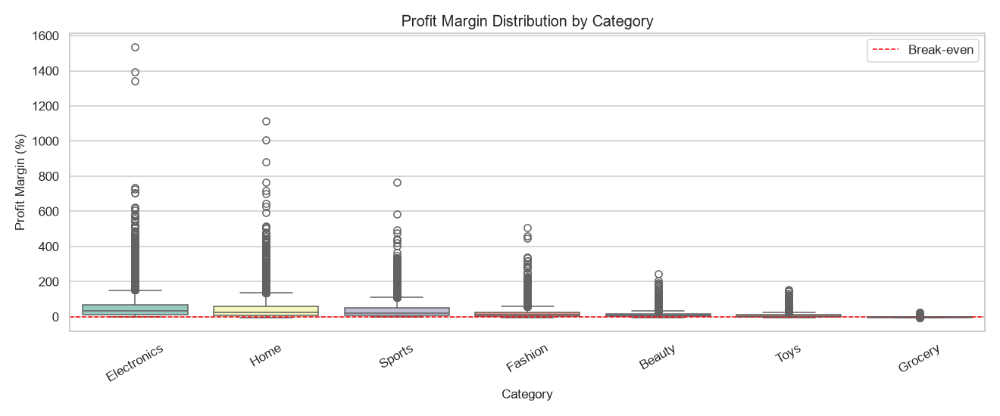 Profit Margin Distribution by Category
Break-even
Profit Margin (%)
1600
1400
1200
1000
800
600
400
200
0
Electronics
Home
Sports
Fashion
Beauty
Toys
Grocery
Category